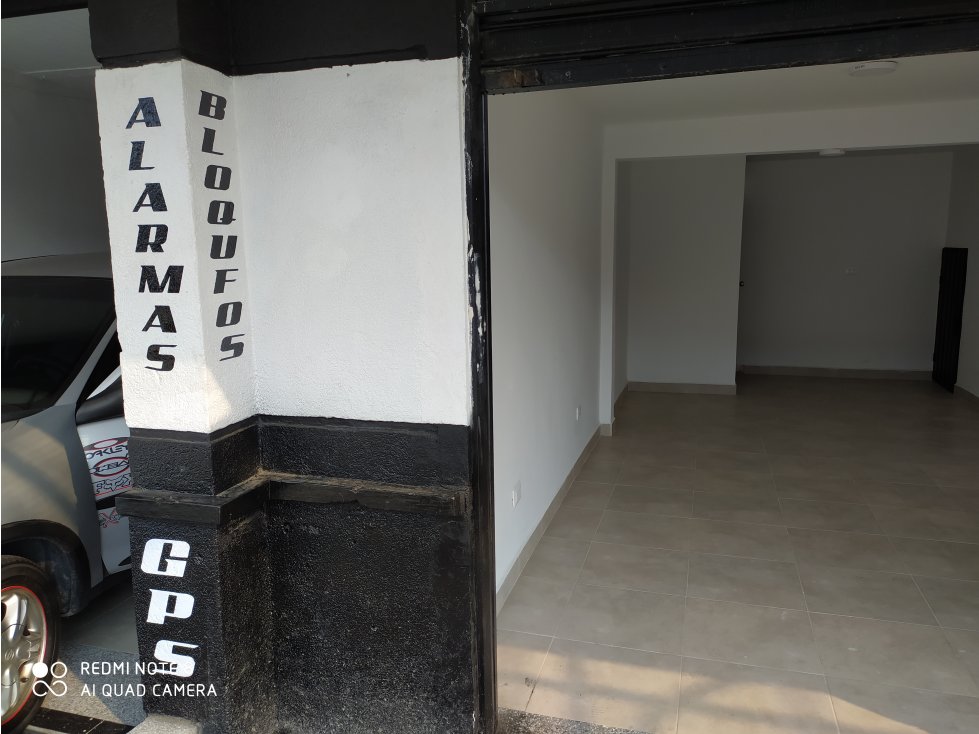 ALARMAS
BLOQUFOS
GPS
REDMI NOTE
AI QUAD CAMERA